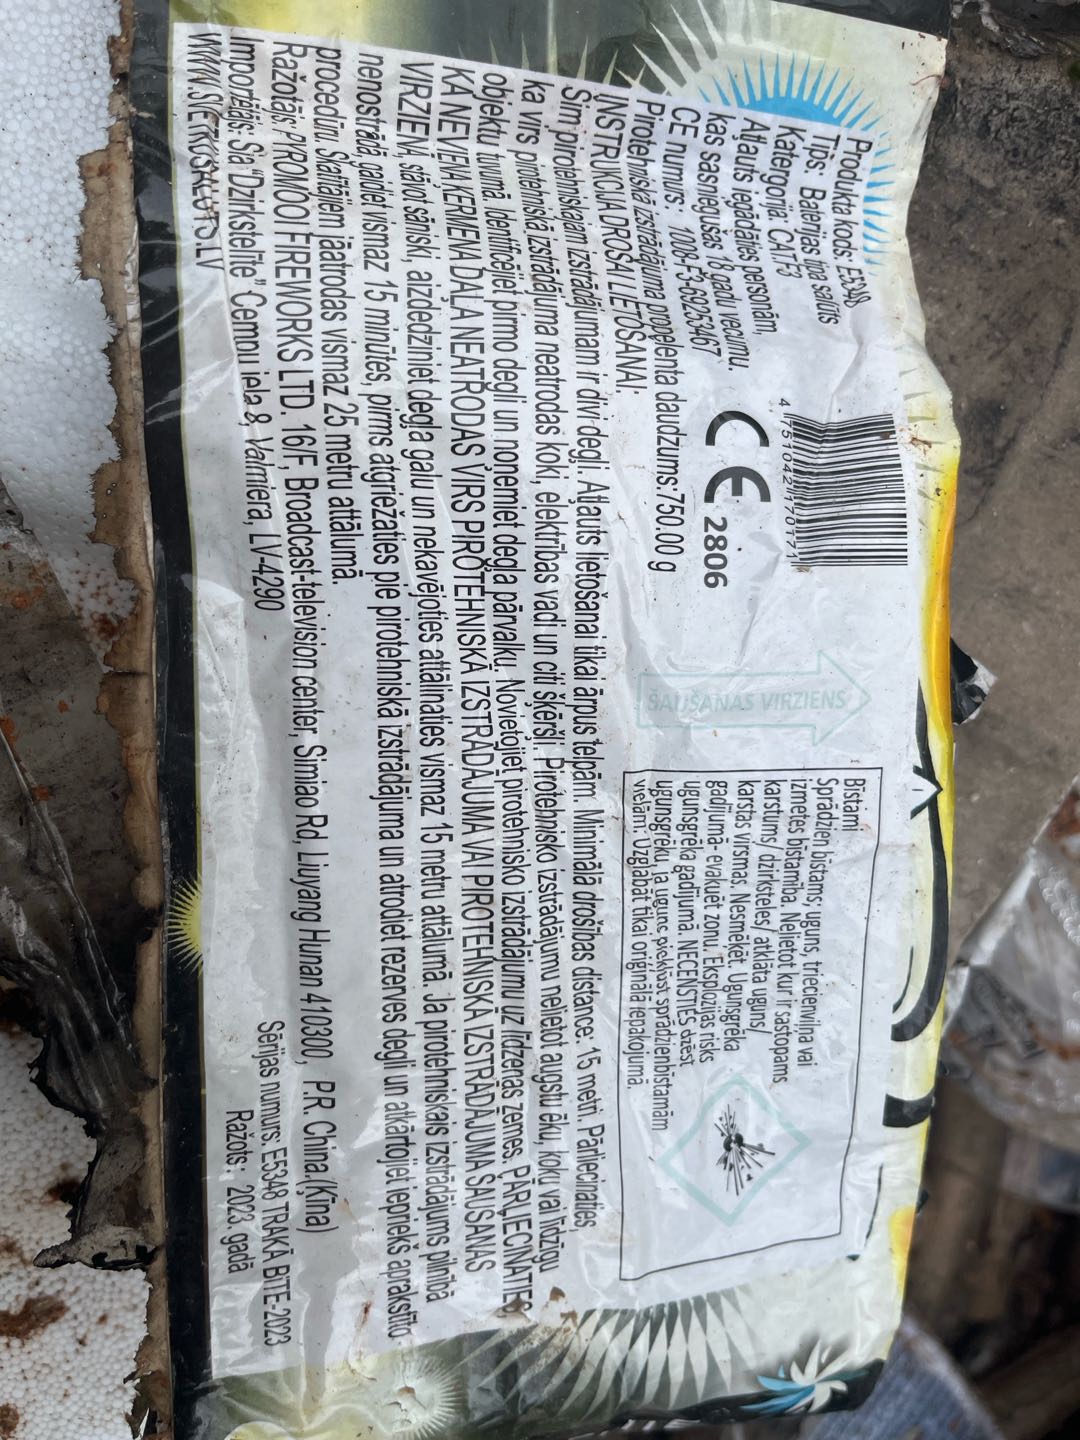 Produkta kods: E5348
Tips: Baterijas tipa salūts
Katergorija CAT.F3
Atļauts iegādāties personām,
kas sasniegušas 18 gadu vecumu.
CE numurs: 1008-F3-69253467
Pirotehniskā izstrādājuma propelenta daudzums:750.00 g
INSTRUKCIJA DROŠAI LIETOŠANAI.
Šim pirotehniskam izstrādājumam ir divi degļi. Atļauts lietošanai tikai ārpus telpām. Minimālā drošības distance: 15 metri. Pārliecinaties
ka virs protehniskā izstrādājuma neatrodas koki, elektrības vadi un citi šķēršļi. Pirotehnisko izstrādājumu nelietot augstu ēku, koku vai līdzīgu
objektu tuvumā. Identificējiet pirmo degli un noņemiet degļa pārvalku. Novietojiet pirotehnisko izstrādājumu uz līdzenas zemes. PĀRLIECINATIES
KA NEVIENA ĶERMEŅA DAĻA NEATRODAS VIRS PROTEHNISKĀ IZSTRĀDĀJUMA VAI PROTEHNISKĀ IZSTRĀDĀJUMA ŠAUŠANAS
VIRZIENĀ, stāvot sāniski, aizdedziniet degļa galu un nekavējoties attālinaties vismaz 15 metru attālumā. Ja pirotehniskais izstrādājums pilnībā
nenostrādā, gaidiet vismaz 15 minūtes, pirms atgriežaties pie pirotehniskā izstrādājuma un atrodiet rezerves degli un atkārtojiet iepriekš aprakstīto
procedūru. Skatītājiem jāatrodas vismaz 25 metru attālumā.
Ražotājs: PYROMOOI FIREWORKS LTD. 16/F, Broadcast-television center, Simiao Rd, Liuyang Hunan 410300, P.R. China.(Ķīna)
Importētājs: Sia "Dzirkstelīte" Cempu iela 8, Valmiera, LV-4290
Sērijas numurs: E5348 TRAKĀ BITE-2023
WWW.SVETKUSALUTS.LV
Ražots: 2023 gadā
4 751042 170171
CE 2806
ŠAUŠANAS VIRZIENS
Bīstami
Sprādzien bīstams; uguns, triecienviļņa vai
izmetes bīstamība. Nelietot kur ir sastopams
karstums/ dzirksteles/ atklāta uguns/
karstas virsmas. Nesmēķēt. Ugunsgrēka
gadījumā- evakuēt zonu. Eksplozijas risks
ugunsgrēka gadījumā. NECENSTIES dzēst
ugunsgrēku, ja uguns piekļūst sprādzienbīstamām
vielām. Uzglabāt tikai oriģinālā iepakojumā.